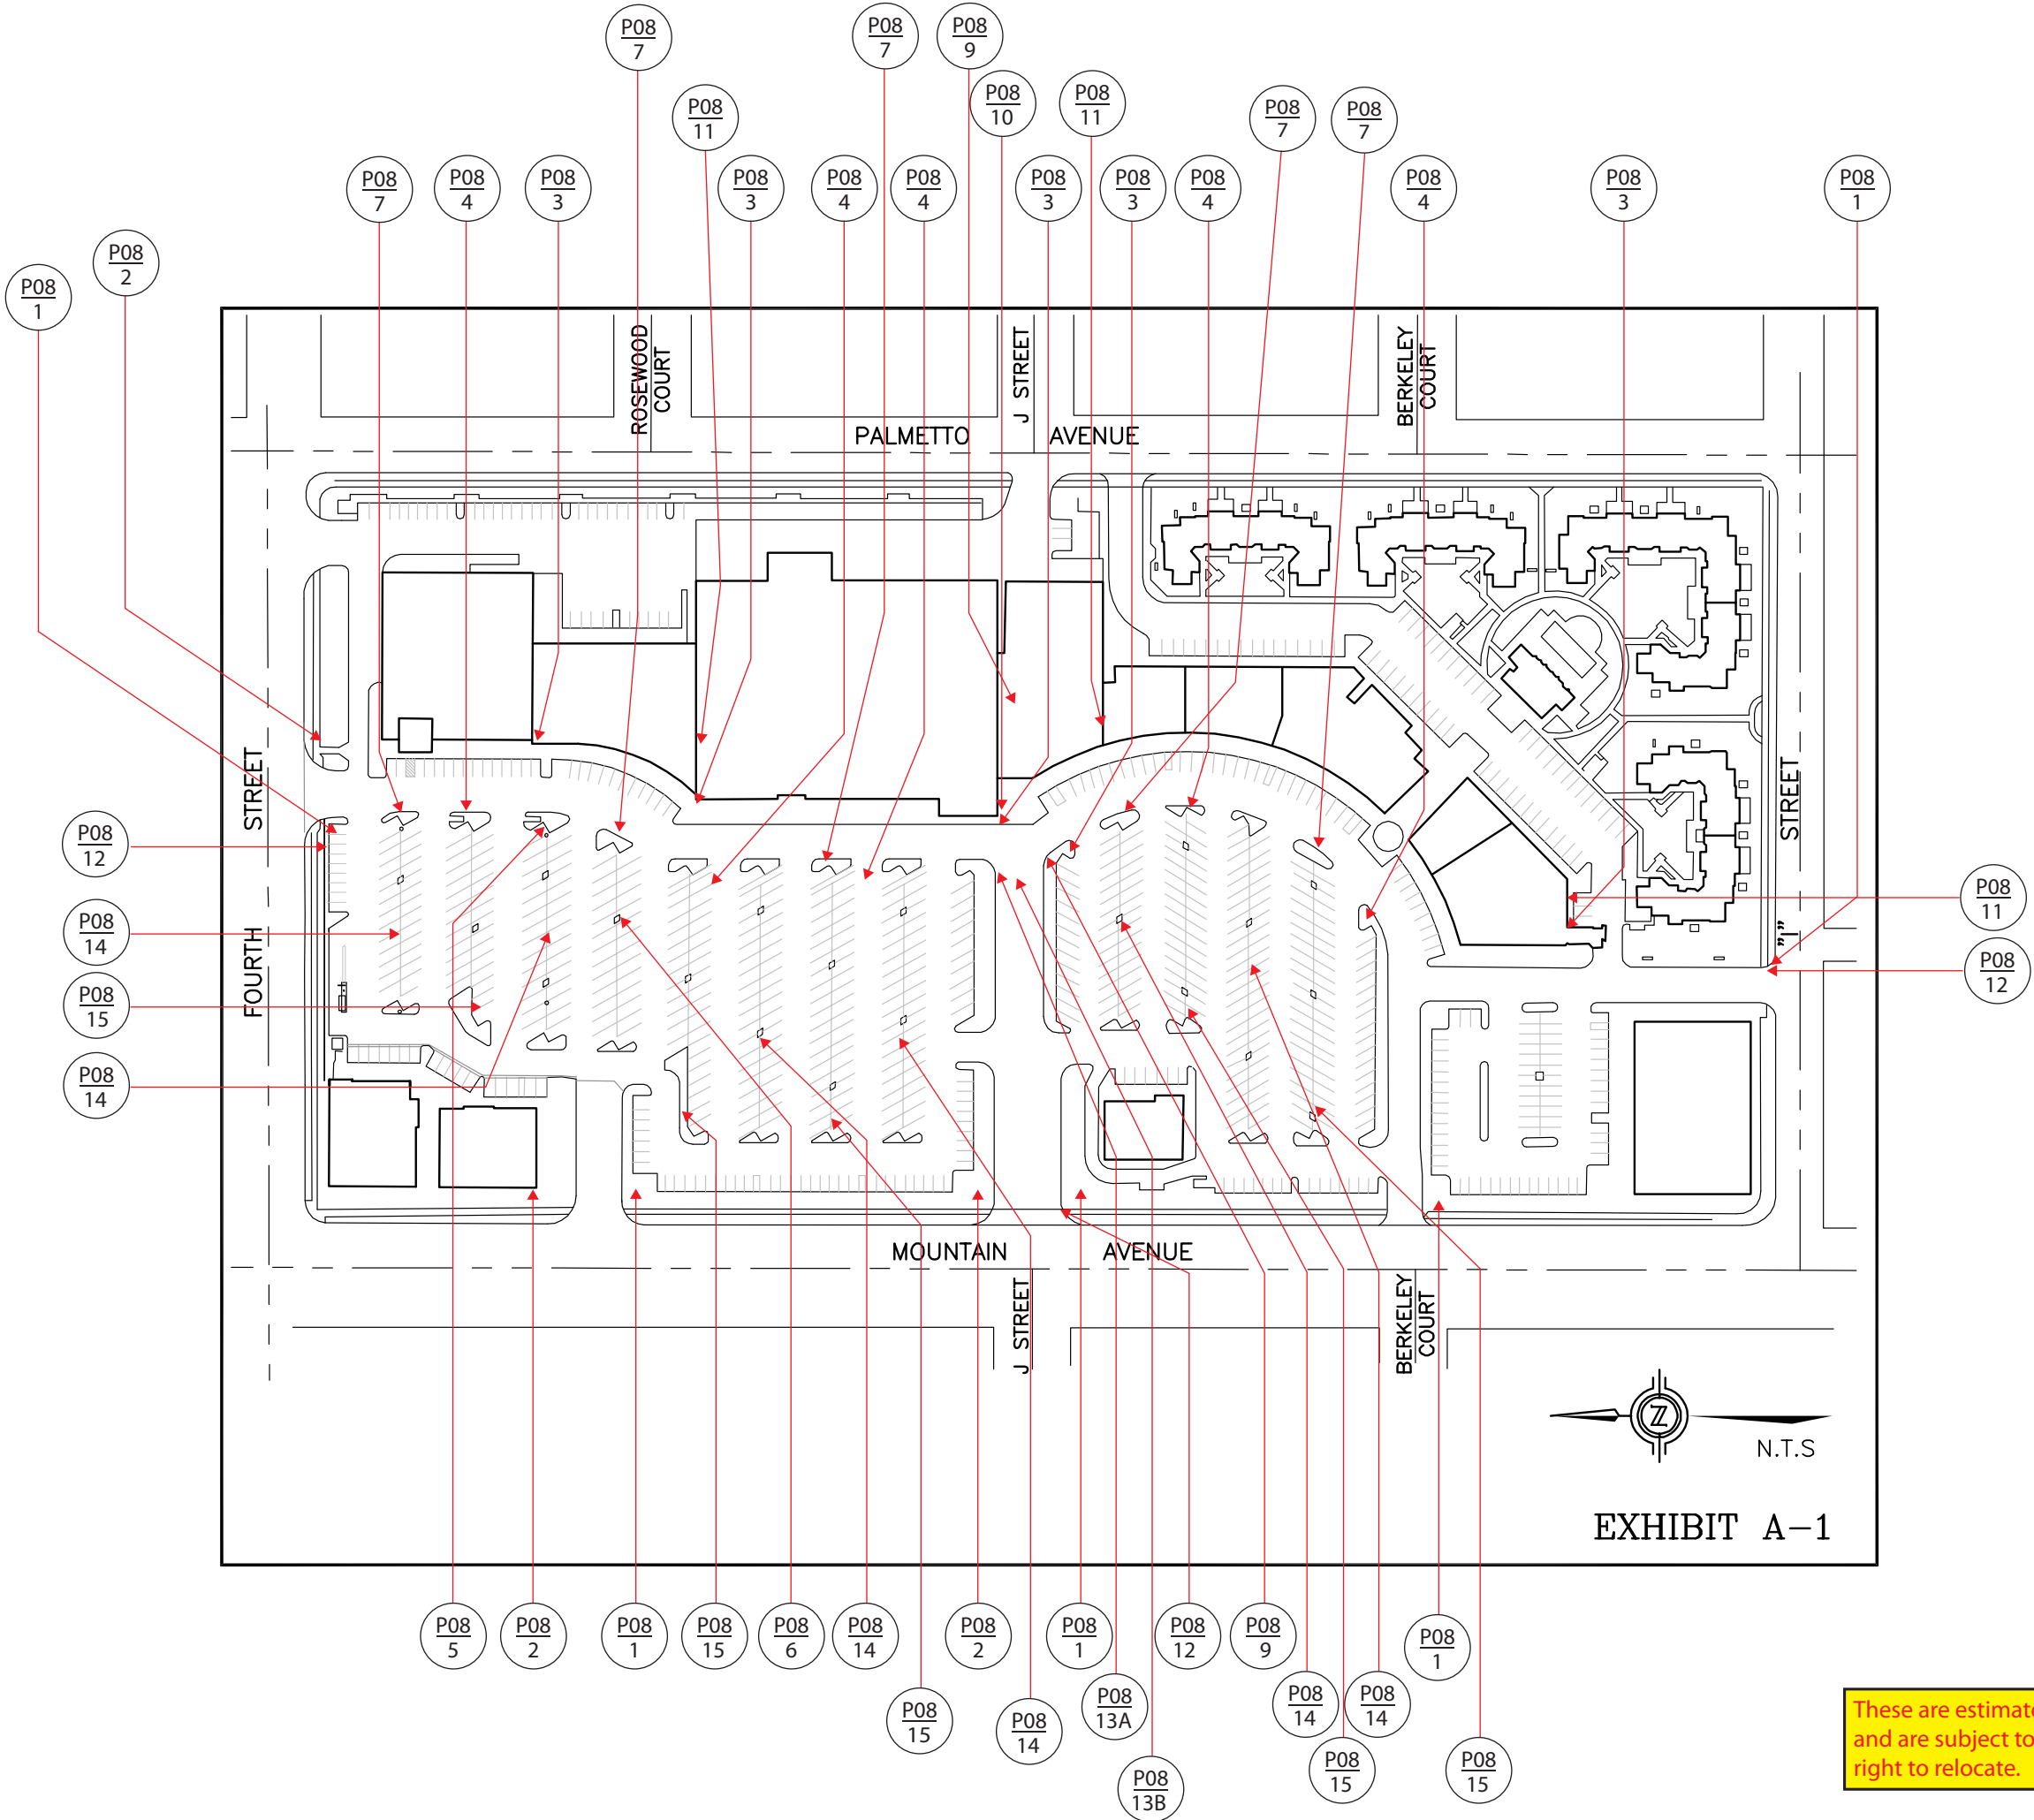 P08
7
P08
7
P08
9
P08
11
P08
10
P08
11
P08
7
P08
7
P08
7
P08
4
P08
3
P08
3
P08
4
P08
4
P08
3
P08
3
P08
4
P08
4
P08
3
P08
1
P08
2
P08
1
ROSEWOOD
COURT
J STREET
BERKELEY
COURT
PALMETTO AVENUE
FOURTH STREET
"I" STREET
P08
12
P08
14
P08
15
P08
14
P08
11
P08
12
MOUNTAIN AVENUE
J STREET
BERKELEY
COURT
Z
N.T.S
EXHIBIT A-1
P08
5
P08
2
P08
1
P08
15
P08
6
P08
14
P08
2
P08
1
P08
12
P08
9
P08
1
P08
15
P08
14
P08
13A
P08
14
P08
14
P08
13B
P08
15
P08
15
These are estimate
and are subject to
right to relocate.